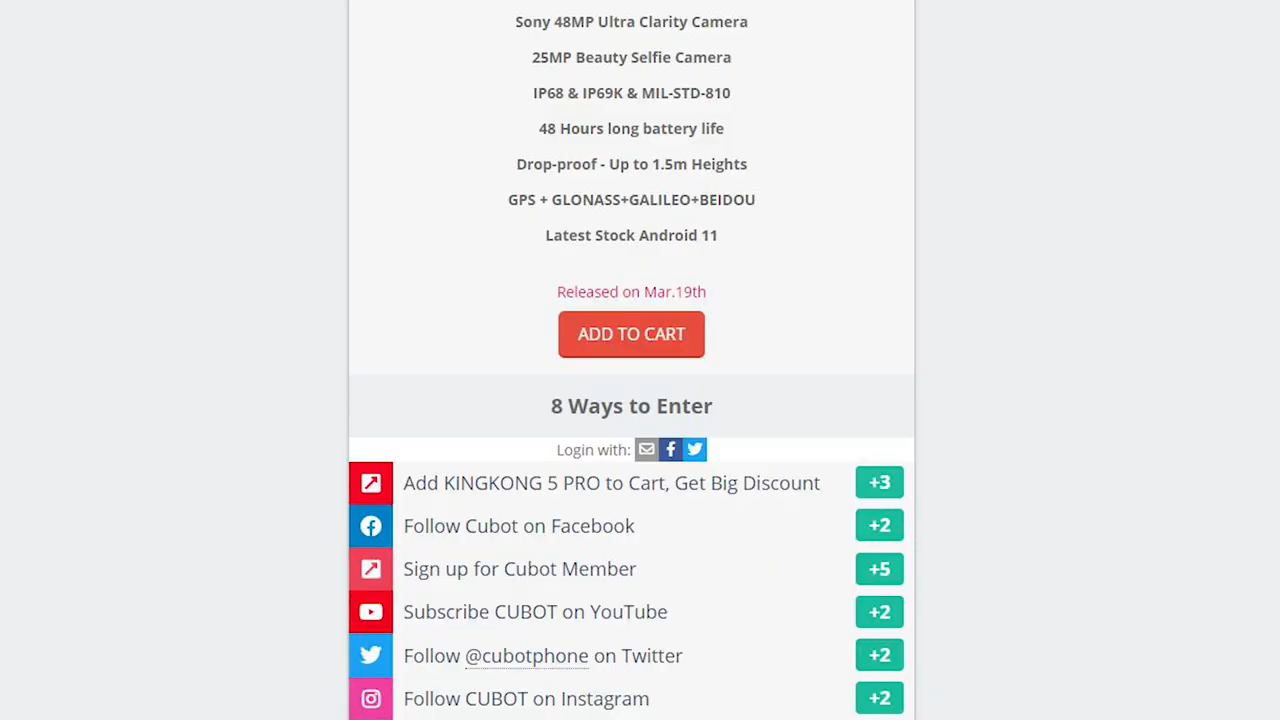 Sony 48MP Ultra Clarity Camera
25MP Beauty Selfie Camera
IP68 & IP69K & MIL-STD-810
48 Hours long battery life
Drop-proof - Up to 1.5m Heights
GPS + GLONASS+GALILEO+BEIDOU
Latest Stock Android 11
Released on Mar.19th
ADD TO CART
8 Ways to Enter
Login with:
Add KINGKONG 5 PRO to Cart, Get Big Discount +3
Follow Cubot on Facebook +2
Sign up for Cubot Member +5
Subscribe CUBOT on YouTube +2
Follow @cubotphone on Twitter +2
Follow CUBOT on Instagram +2